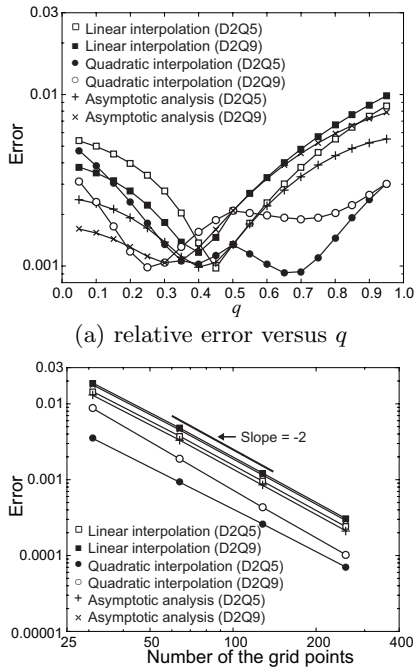 0.03
Linear interpolation (D2Q5)
Linear interpolation (D2Q9)
Quadratic interpolation (D2Q5)
Quadratic interpolation (D2Q9)
Asymptotic analysis (D2Q5)
Asymptotic analysis (D2Q9)
0.01
Error
0.001
0.0 0.1 0.2 0.3 0.4 0.5 0.6 0.7 0.8 0.9 1.0
q
(a) relative error versus q
0.03
0.01
Slope = -2
Error
0.001
Linear interpolation (D2Q5)
Linear interpolation (D2Q9)
Quadratic interpolation (D2Q5)
0.0001
Quadratic interpolation (D2Q9)
Asymptotic analysis (D2Q5)
Asymptotic analysis (D2Q9)
0.00001
25 50 100 200 400
Number of the grid points